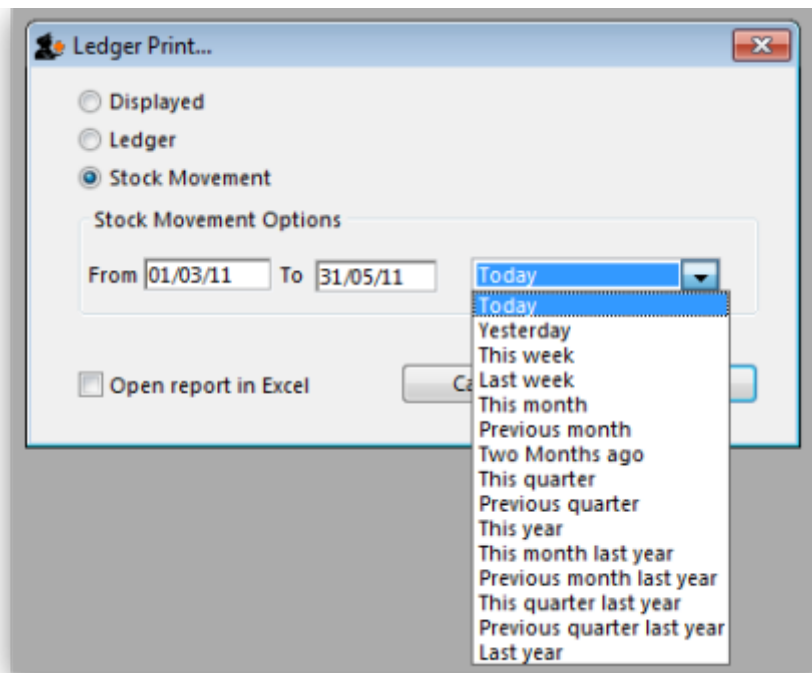 Ledger Print...
Displayed
Ledger
Stock Movement
Stock Movement Options
From 01/03/11 To 31/05/11 Today
Today
Yesterday
This week
Open report in Excel
Last week
This month
Previous month
Two Months ago
This quarter
Previous quarter
This year
This month last year
Previous month last year
This quarter last year
Previous quarter last year
Last year